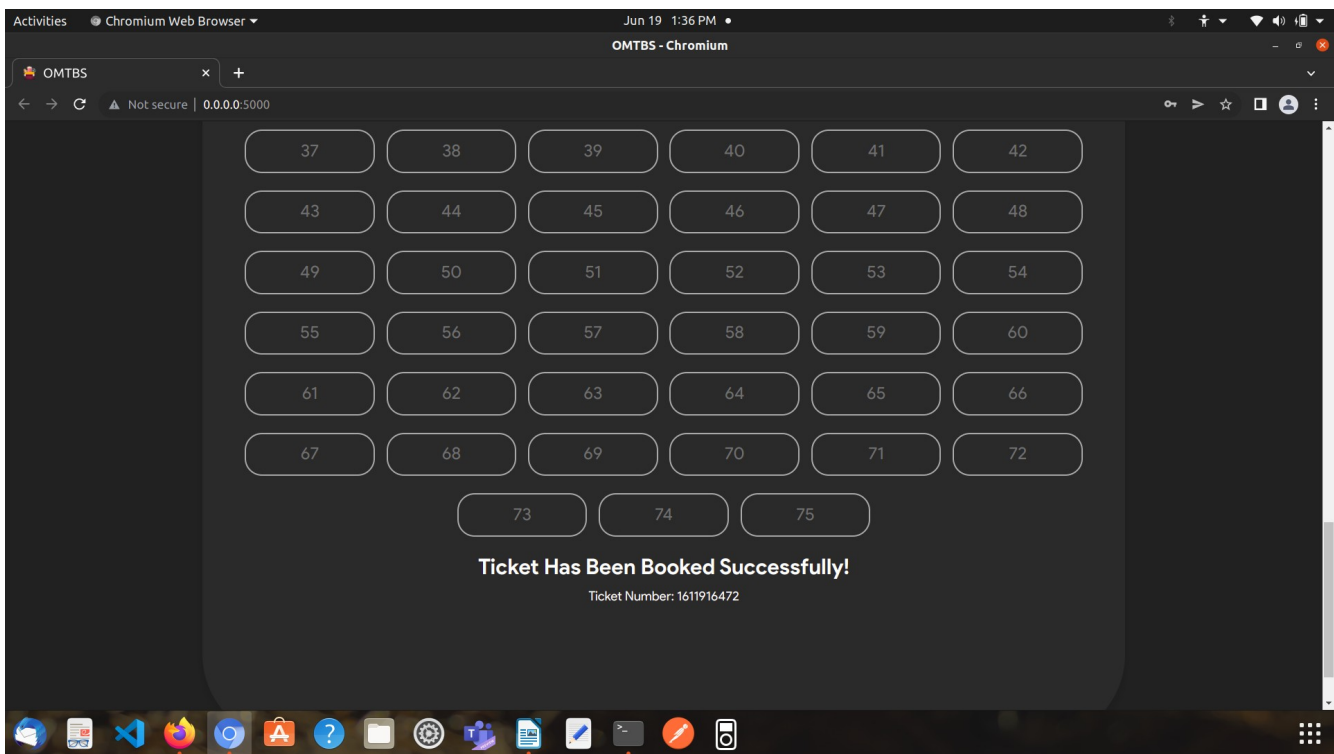 Activities Chromium Web Browser Jun 19 1:36 PM
OMTBS - Chromium
OMTBS
Not secure | 0.0.0.0:5000
37 38 39 40 41 42
43 44 45 46 47 48
49 50 51 52 53 54
55 56 57 58 59 60
61 62 63 64 65 66
67 68 69 70 71 72
73 74 75
Ticket Has Been Booked Successfully!
Ticket Number: 1611916472